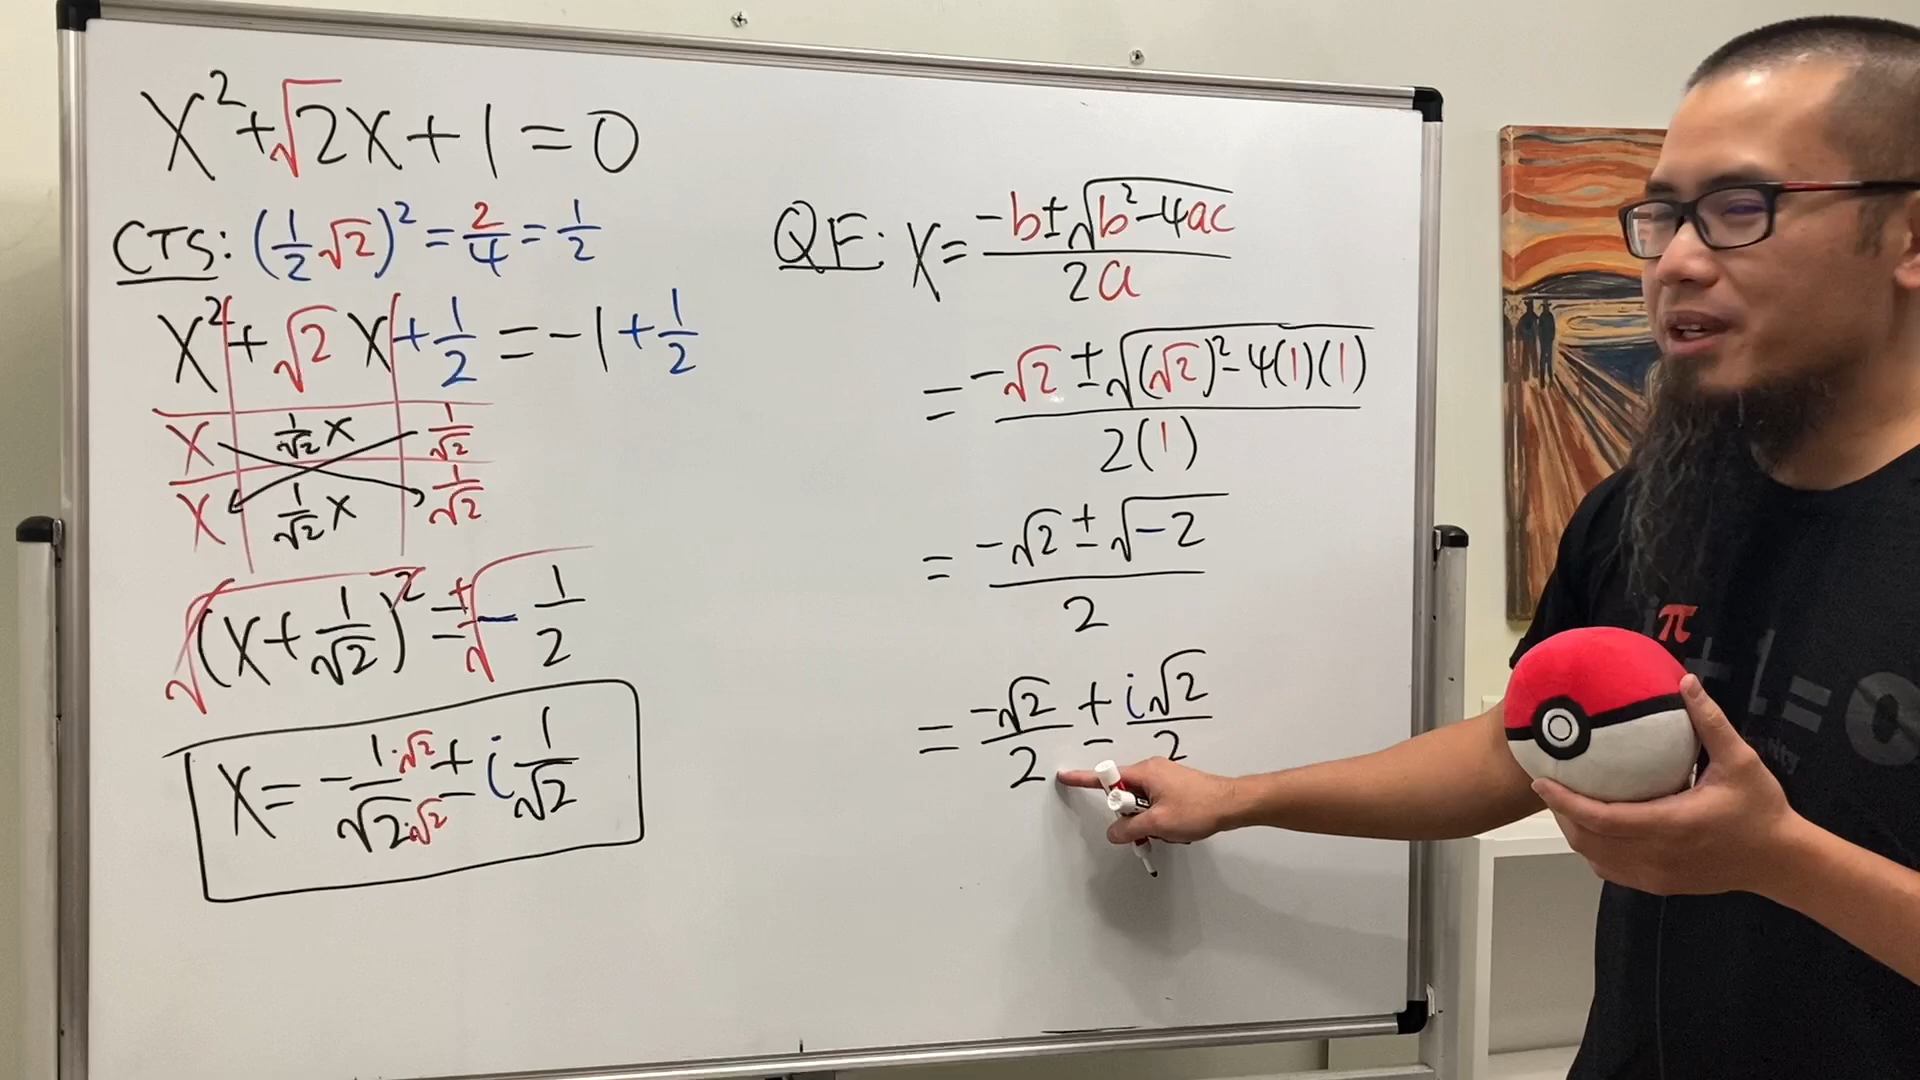 x²+√2x+1=0
CTS: (1/2 √2)²=2/4=1/2
x²+√2 x+1/2=-1+1/2
x 1/√2 x 1/√2
x 1/√2 x 1/√2
√(x+1/√2)²=±√-1/2
x=-1·√2/√2·√2 ± i 1/√2
QF: x=(-b±√(b²-4ac))/2a
=(-√2±√((√2)²-4(1)(1)))/2(1)
=(-√2±√-2)/2
=-√2/2 ± i√2/2
π
+1=0